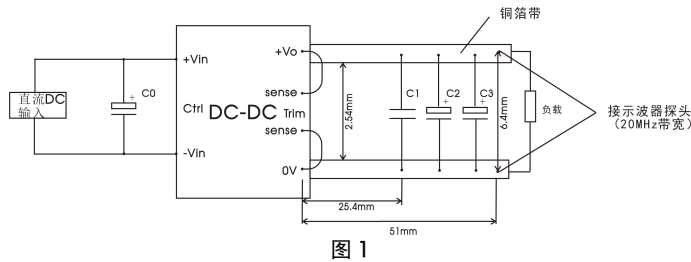 铜箔带
+Vin
+Vo
直流DC
输入
+
C0
Ctrl
DC-DC
sense
Trim
sense
-Vin
0V
2.54mm
C1
+
C2
+
C3
6.4mm
负载
接示波器探头
(20MHz带宽)
25.4mm
51mm
图1